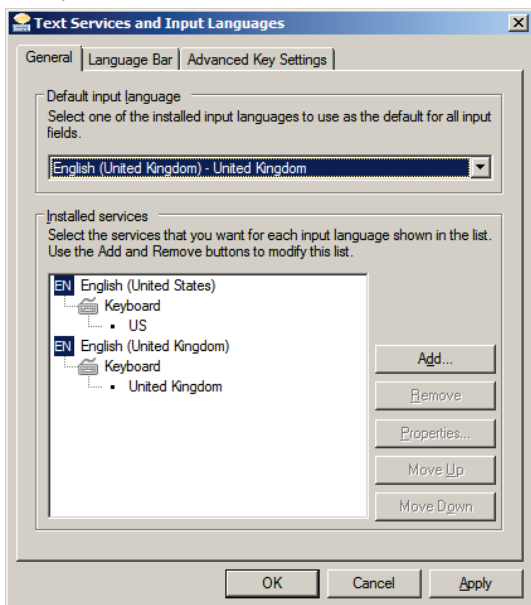 Text Services and Input Languages
General
Language Bar
Advanced Key Settings
Default input language
Select one of the installed input languages to use as the default for all input
fields.
English (United Kingdom) - United Kingdom
Installed services
Select the services that you want for each input language shown in the list.
Use the Add and Remove buttons to modify this list.
EN English (United States)
Keyboard
US
EN English (United Kingdom)
Keyboard
United Kingdom
Add...
Remove
Properties...
Move Up
Move Down
OK
Cancel
Apply